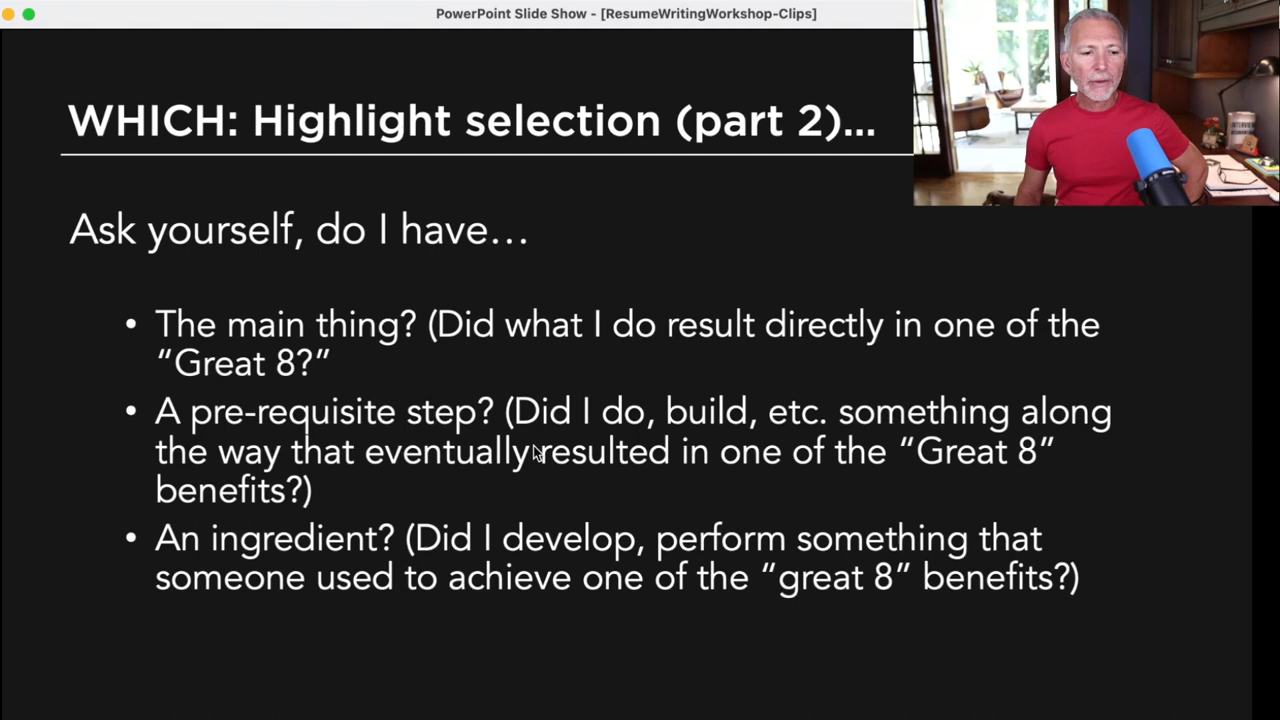 PowerPoint Slide Show - [ResumeWritingWorkshop-Clips]
WHICH: Highlight selection (part 2)...
Ask yourself, do I have...
• The main thing? (Did what I do result directly in one of the
“Great 8?”
• A pre-requisite step? (Did I do, build, etc. something along
the way that eventually resulted in one of the “Great 8”
benefits?)
• An ingredient? (Did I develop, perform something that
someone used to achieve one of the “great 8” benefits?)
INTERVIEW